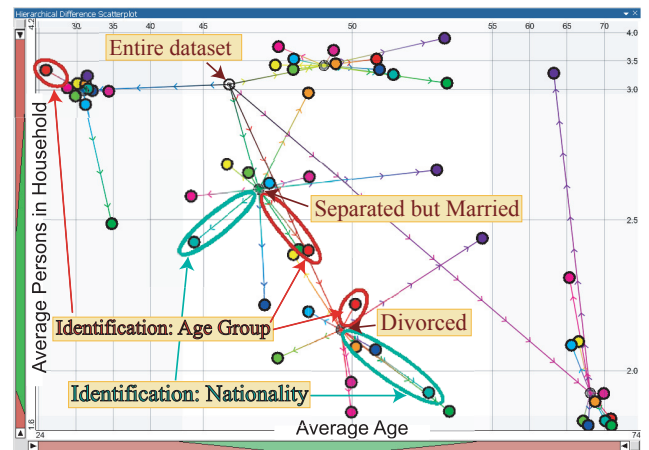 Hierarchical Difference Scatterplot
4.2
30 35 45 50 60 65 70
4.0
Entire dataset
3.5
3.0
Average Persons in Household
2.5
Separated but Married
Identification: Age Group
Divorced
2.0
Identification: Nationality
Average Age
1.6
24
74